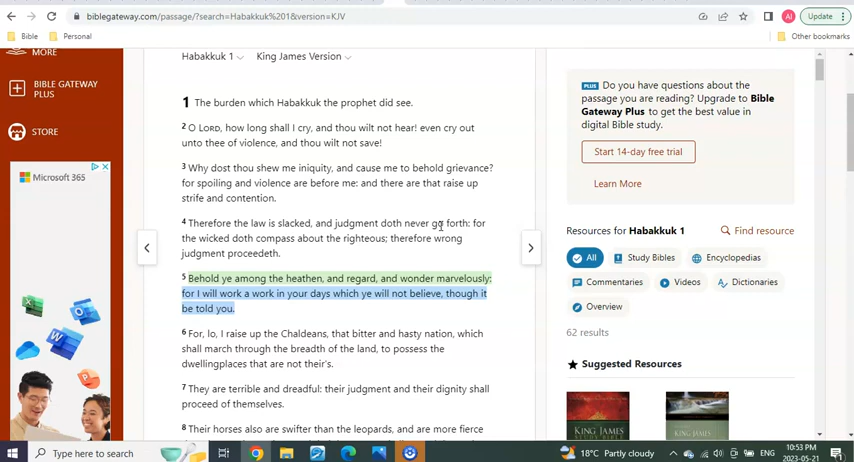 biblegateway.com/passage/?search=Habakkuk%201&version=KJV
AI
Update
Bible
Personal
Other bookmarks
MORE
BIBLE GATEWAY
PLUS
STORE
Microsoft 365
Habakkuk 1
King James Version
1 The burden which Habakkuk the prophet did see.
2 O LORD, how long shall I cry, and thou wilt not hear! even cry out
unto thee of violence, and thou wilt not save!
3 Why dost thou shew me iniquity, and cause me to behold grievance?
for spoiling and violence are before me: and there are that raise up
strife and contention.
4 Therefore the law is slacked, and judgment doth never go forth: for
the wicked doth compass about the righteous; therefore wrong
judgment proceedeth.
5 Behold ye among the heathen, and regard, and wonder marvelously:
for I will work a work in your days which ye will not believe, though it
be told you.
6 For, lo, I raise up the Chaldeans, that bitter and hasty nation, which
shall march through the breadth of the land, to possess the
dwellingplaces that are not their's.
7 They are terrible and dreadful: their judgment and their dignity shall
proceed of themselves.
8 Their horses also are swifter than the leopards, and are more fierce
PLUS Do you have questions about the
passage you are reading? Upgrade to Bible
Gateway Plus to get the best value in
digital Bible study.
Start 14-day free trial
Learn More
Resources for Habakkuk 1
Find resource
All
Study Bibles
Encyclopedias
Commentaries
Videos
Dictionaries
Overview
62 results
Suggested Resources
KING JAMES
STUDY BIBLE
KING JAMES
Type here to search
18°C Partly cloudy
ENG
10:53 PM
2023-05-21